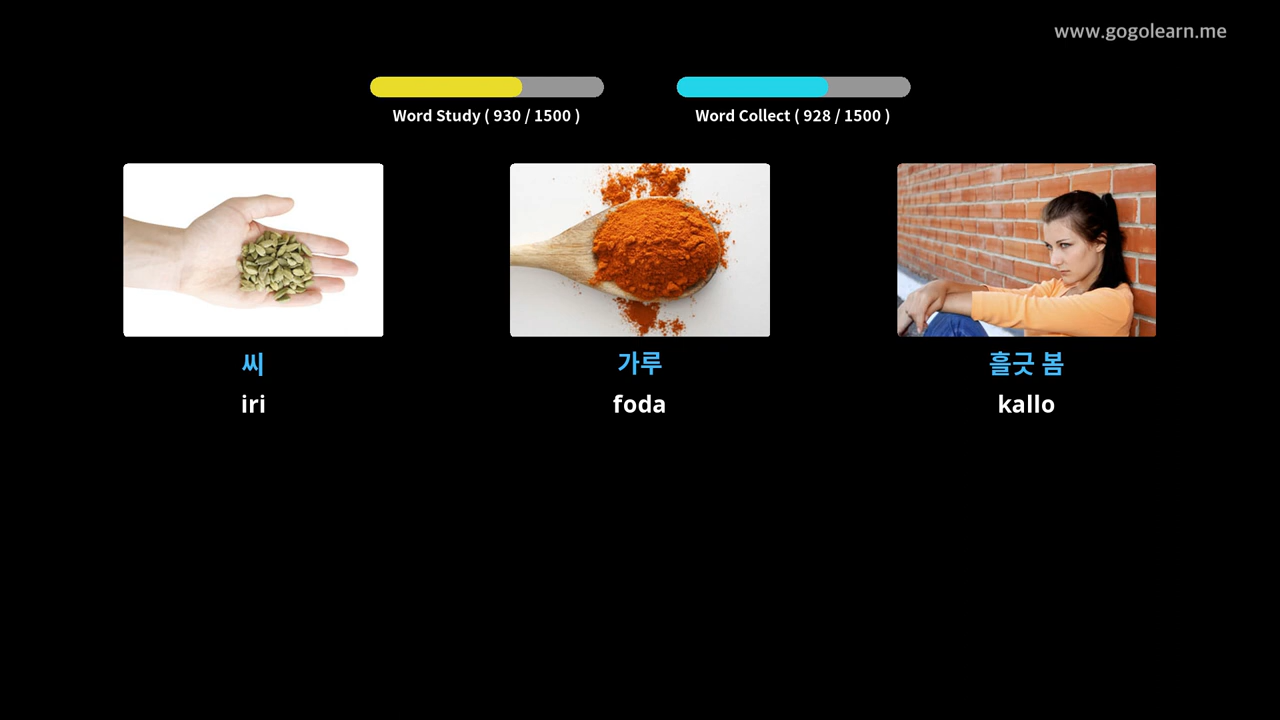 www.gogolearn.me
Word Study ( 930 / 1500 )
Word Collect ( 928 / 1500 )
씨
가루
흘긋 봄
iri
foda
kallo